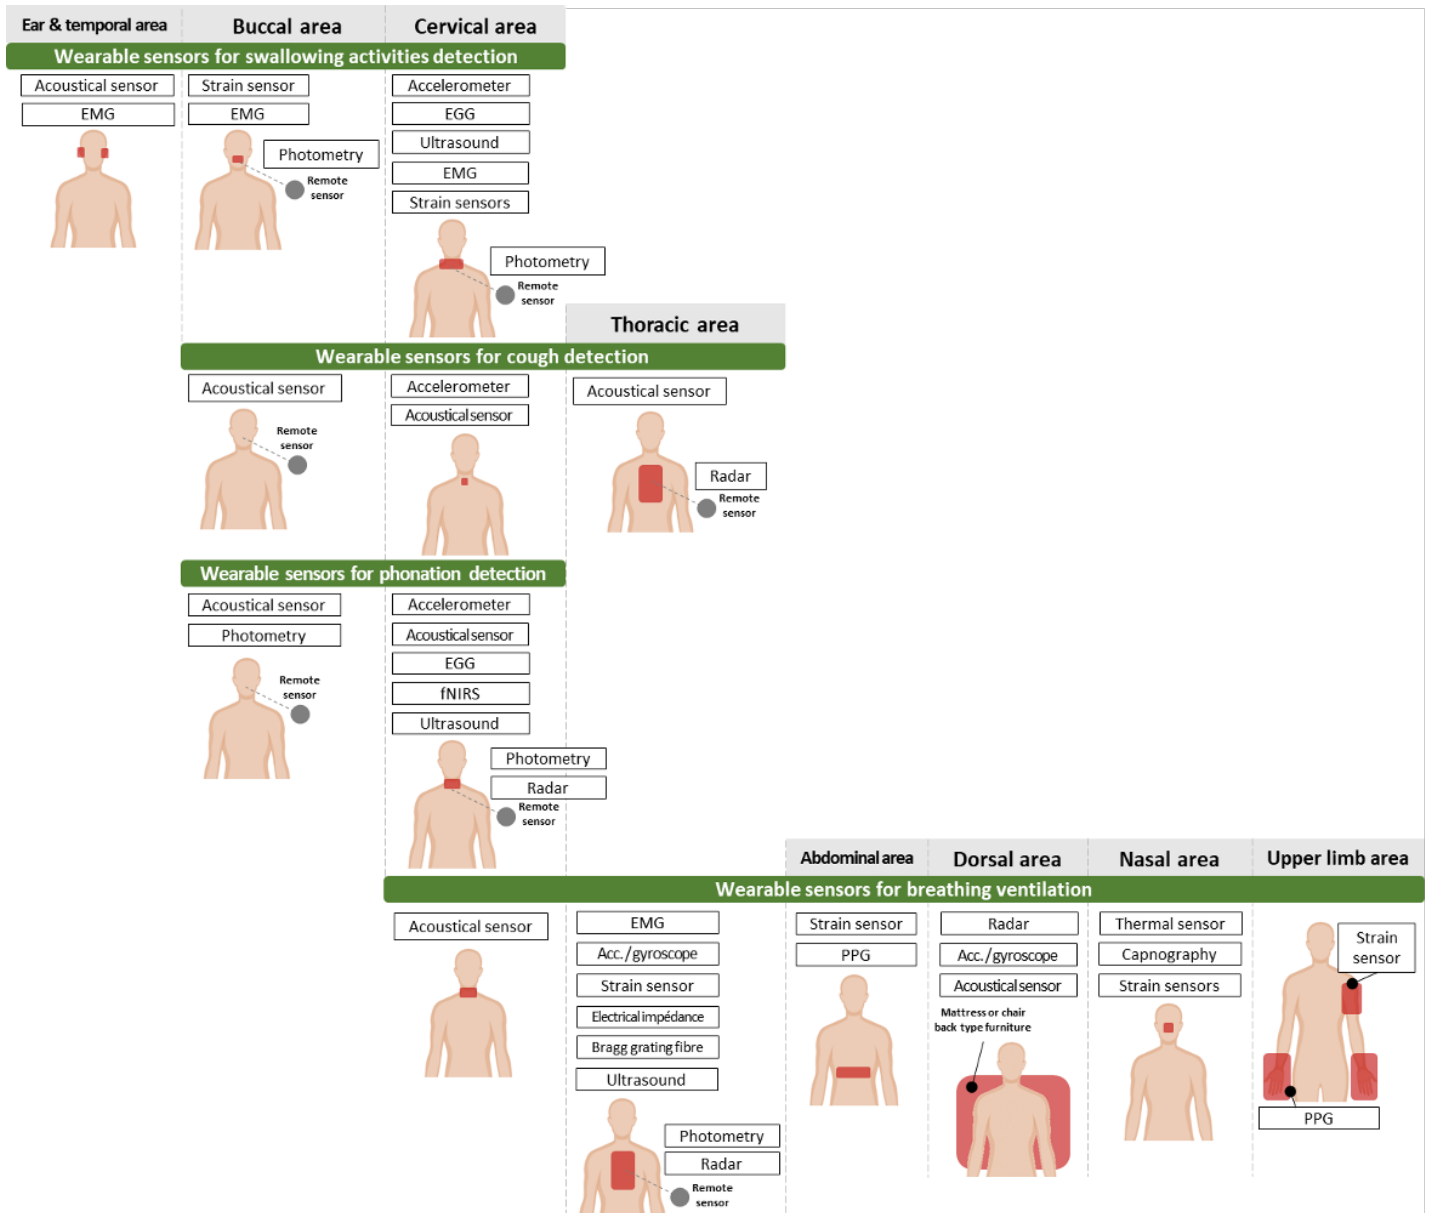 Ear & temporal area
Buccal area
Cervical area
Wearable sensors for swallowing activities detection
Acoustical sensor
EMG
Strain sensor
EMG
Photometry
Remote
sensor
Accelerometer
EGG
Ultrasound
EMG
Strain sensors
Photometry
Remote
sensor
Thoracic area
Wearable sensors for cough detection
Acoustical sensor
Remote
sensor
Accelerometer
Acoustical sensor
Acoustical sensor
Radar
Remote
sensor
Wearable sensors for phonation detection
Acoustical sensor
Photometry
Remote
sensor
Accelerometer
Acoustical sensor
EGG
fNIRS
Ultrasound
Photometry
Radar
Remote
sensor
Abdominal area
Dorsal area
Nasal area
Upper limb area
Wearable sensors for breathing ventilation
Acoustical sensor
EMG
Acc./gyroscope
Strain sensor
Electrical impédance
Bragg grating fibre
Ultrasound
Photometry
Radar
Remote
sensor
Strain sensor
PPG
Radar
Acc./gyroscope
Acoustical sensor
Mattress or chair
back type furniture
Thermal sensor
Capnography
Strain sensors
Strain
sensor
PPG